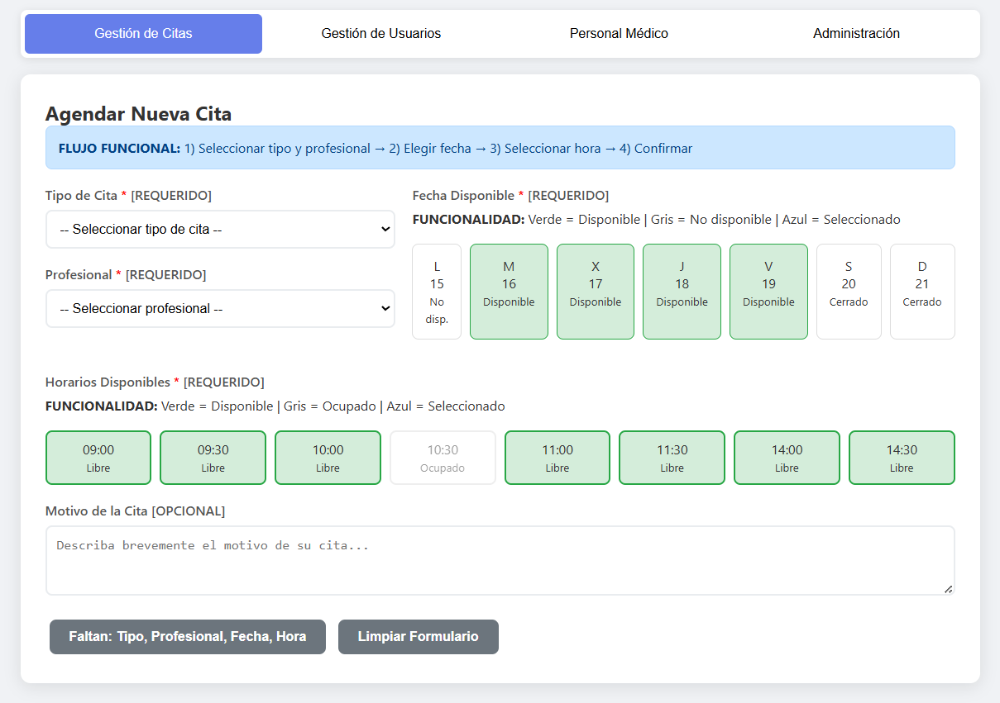 Gestión de Citas
Gestión de Usuarios
Personal Médico
Administración
Agendar Nueva Cita
FLUJO FUNCIONAL: 1) Seleccionar tipo y profesional → 2) Elegir fecha → 3) Seleccionar hora → 4) Confirmar
Tipo de Cita * [REQUERIDO]
-- Seleccionar tipo de cita --
Profesional * [REQUERIDO]
-- Seleccionar profesional --
Fecha Disponible * [REQUERIDO]
FUNCIONALIDAD: Verde = Disponible | Gris = No disponible | Azul = Seleccionado
L
15
No
disp.
M
16
Disponible
X
17
Disponible
J
18
Disponible
V
19
Disponible
S
20
Cerrado
D
21
Cerrado
Horarios Disponibles * [REQUERIDO]
FUNCIONALIDAD: Verde = Disponible | Gris = Ocupado | Azul = Seleccionado
09:00
Libre
09:30
Libre
10:00
Libre
10:30
Ocupado
11:00
Libre
11:30
Libre
14:00
Libre
14:30
Libre
Motivo de la Cita [OPCIONAL]
Describa brevemente el motivo de su cita...
Faltan: Tipo, Profesional, Fecha, Hora
Limpiar Formulario